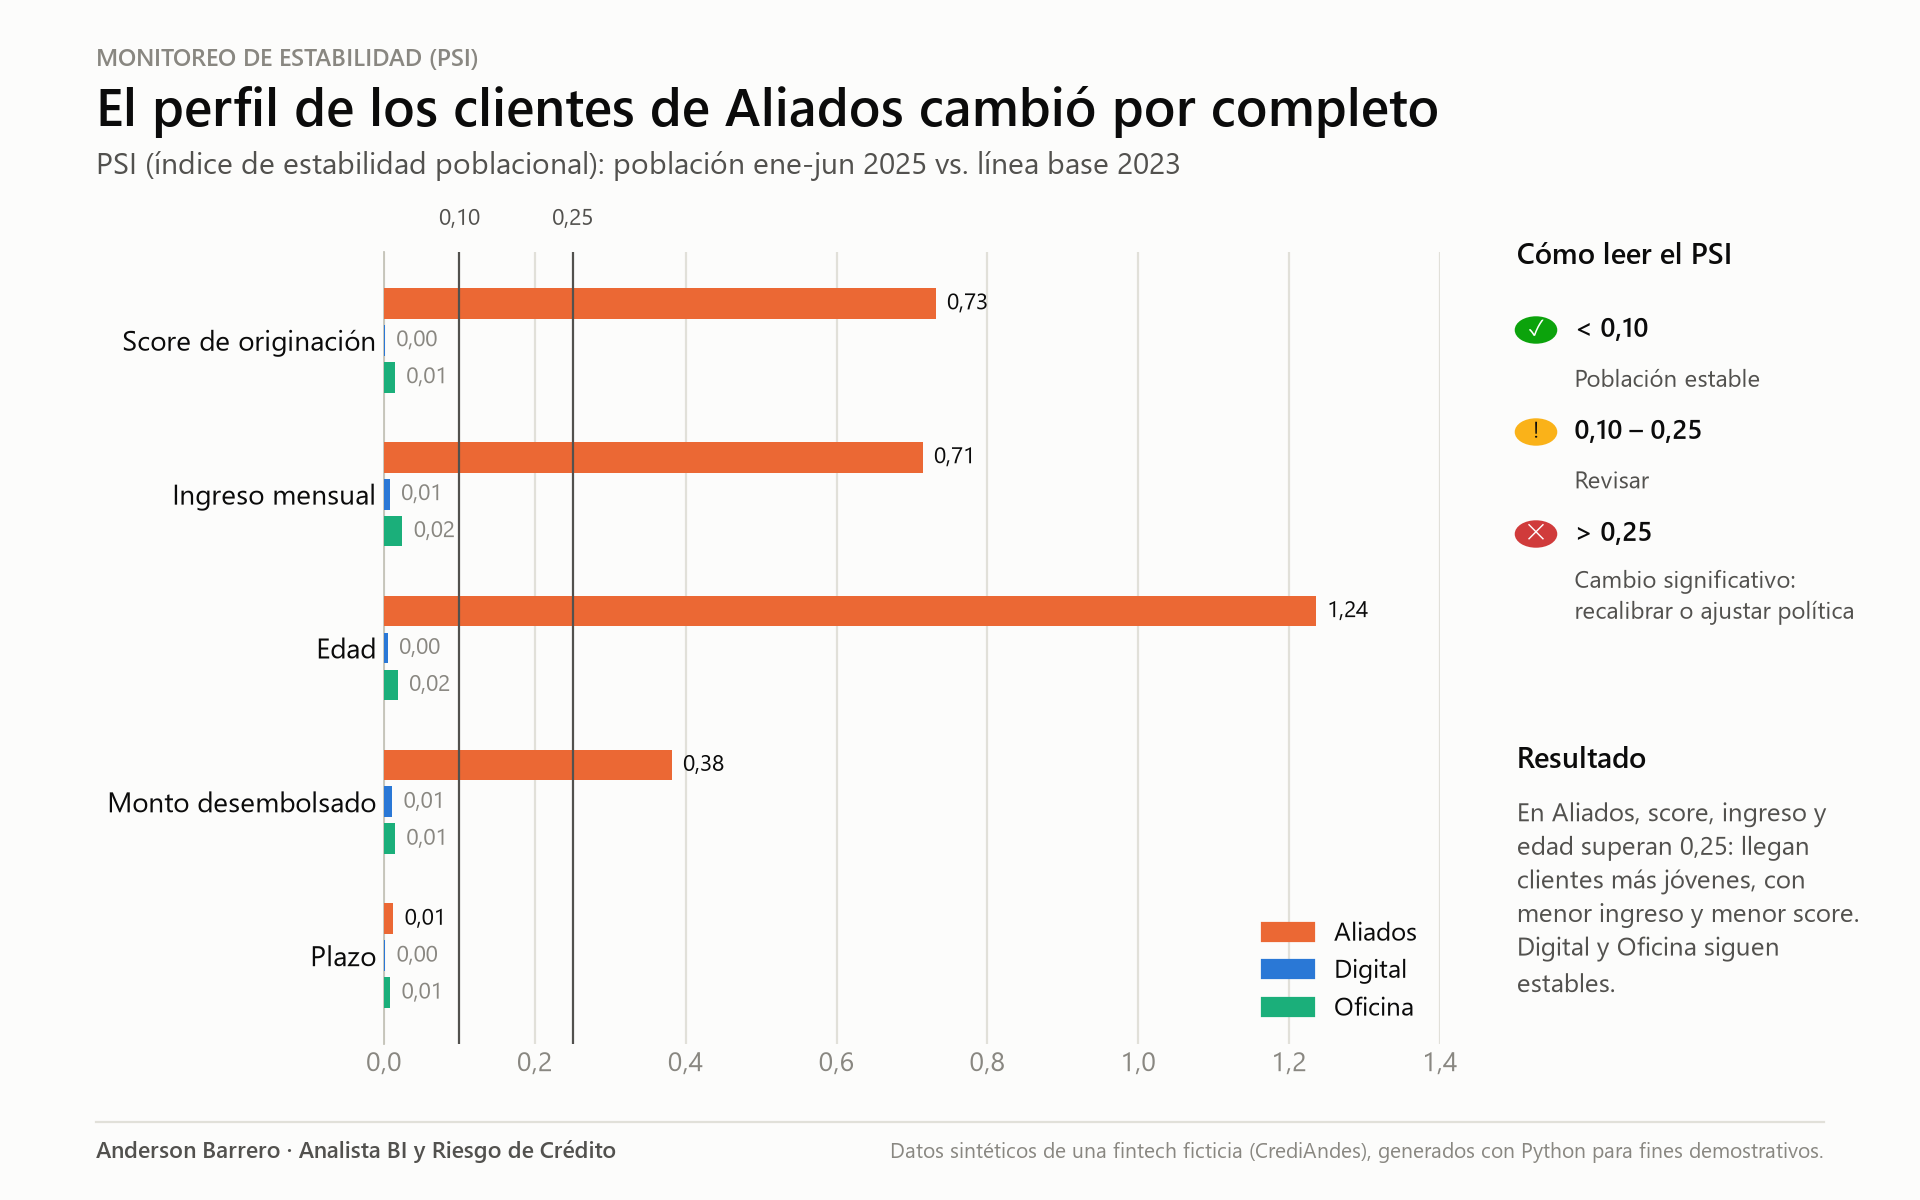 MONITOREO DE ESTABILIDAD (PSI)
El perfil de los clientes de Aliados cambió por completo
PSI (índice de estabilidad poblacional): población ene-jun 2025 vs. línea base 2023
0,10
0,25
Score de originación
0,73
0,00
0,01
Ingreso mensual
0,71
0,01
0,02
Edad
1,24
0,00
0,02
Monto desembolsado
0,38
0,01
0,01
Plazo
0,01
0,00
0,01
0,0
0,2
0,4
0,6
0,8
1,0
1,2
1,4
Aliados
Digital
Oficina
Cómo leer el PSI
✓ < 0,10
Población estable
! 0,10 – 0,25
Revisar
✕ > 0,25
Cambio significativo:
recalibrar o ajustar política
Resultado
En Aliados, score, ingreso y
edad superan 0,25: llegan
clientes más jóvenes, con
menor ingreso y menor score.
Digital y Oficina siguen
estables.
Anderson Barrero · Analista BI y Riesgo de Crédito
Datos sintéticos de una fintech ficticia (CrediAndes), generados con Python para fines demostrativos.